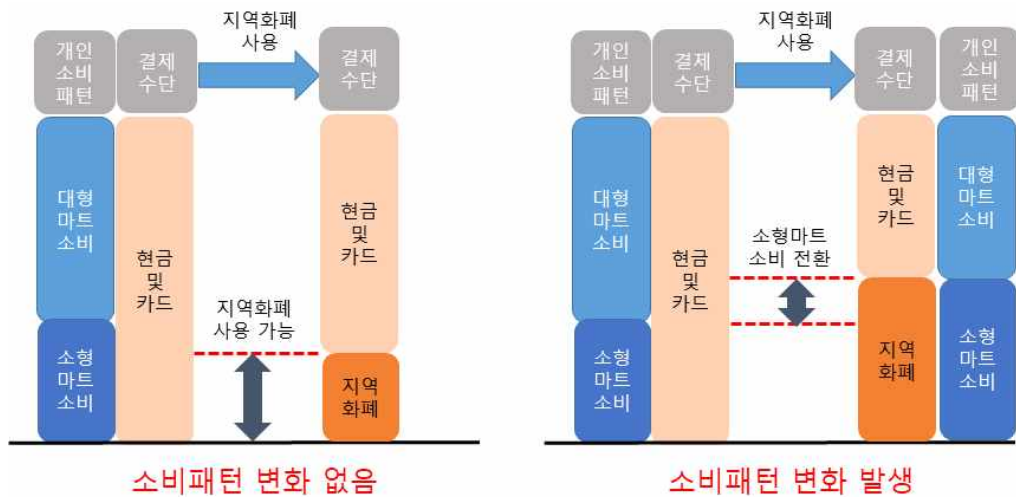 지역화폐
사용
개인
소비
패턴
결제
수단
결제
수단
대형
마트
소비
현금
및
카드
현금
및
카드
지역화폐
사용 가능
소형
마트
소비
지역
화폐
소비패턴 변화 없음
지역화폐
사용
개인
소비
패턴
결제
수단
결제
수단
개인
소비
패턴
대형
마트
소비
현금
및
카드
현금
및
카드
대형
마트
소비
소형마트
소비 전환
소형
마트
소비
지역
화폐
소형
마트
소비
소비패턴 변화 발생